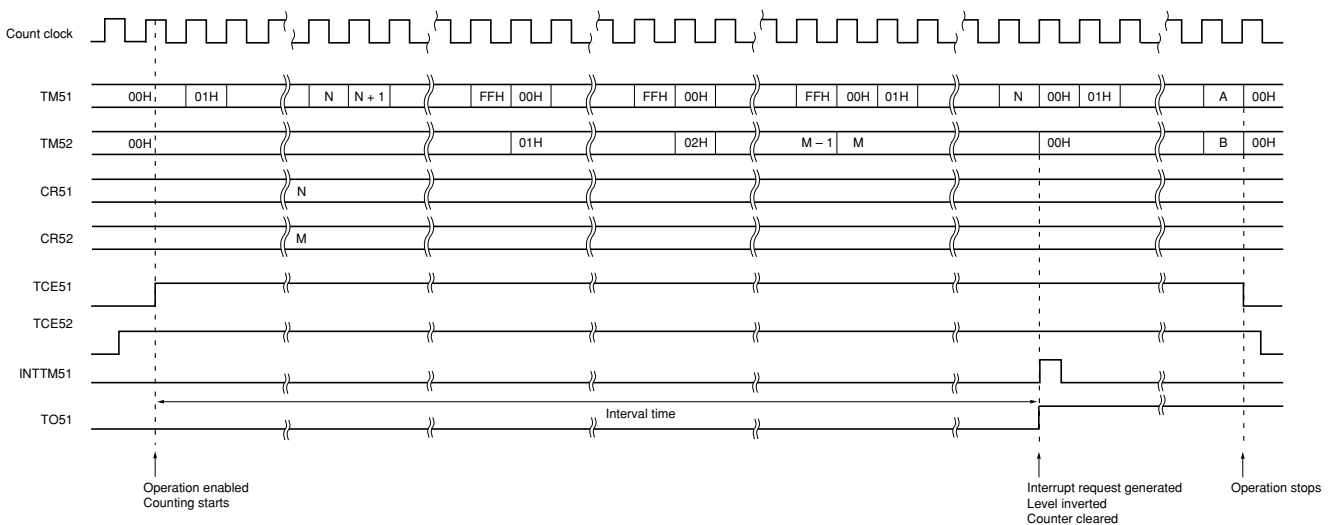 Count clock
TM51 00H 01H N N + 1 FFH 00H FFH 00H FFH 00H 01H N 00H 01H A 00H
TM52 00H 01H 02H M – 1 M 00H B 00H
CR51 N
CR52 M
TCE51
TCE52
INTTM51
Interval time
TO51
Operation enabled
Counting starts
Interrupt request generated
Level inverted
Counter cleared
Operation stops